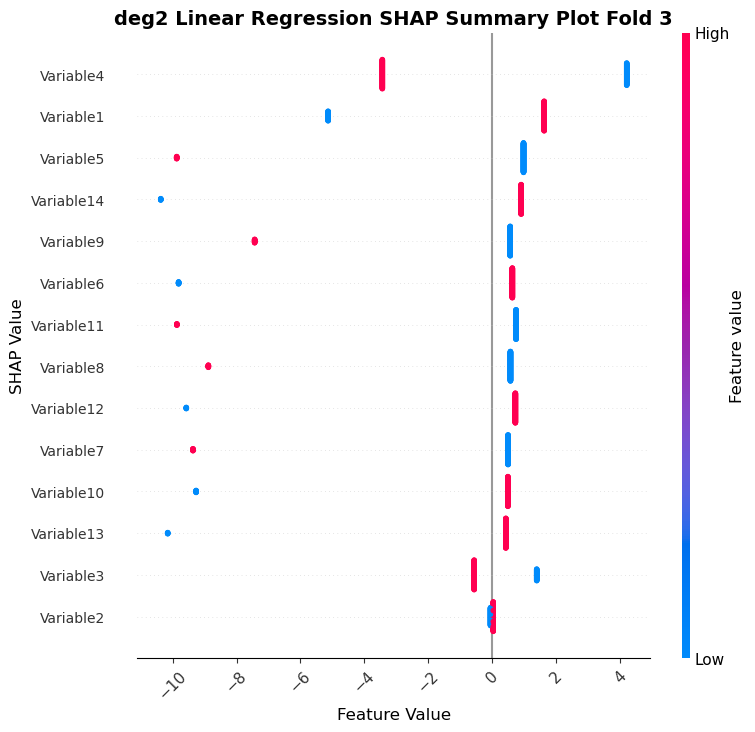 deg2 Linear Regression SHAP Summary Plot Fold 3
High
Variable4
Variable1
Variable5
Variable14
Variable9
Variable6
Variable11
Variable8
Variable12
Variable7
Variable10
Variable13
Variable3
Variable2
SHAP Value
Feature value
Low
−10
−8
−6
−4
−2
0
2
4
Feature Value